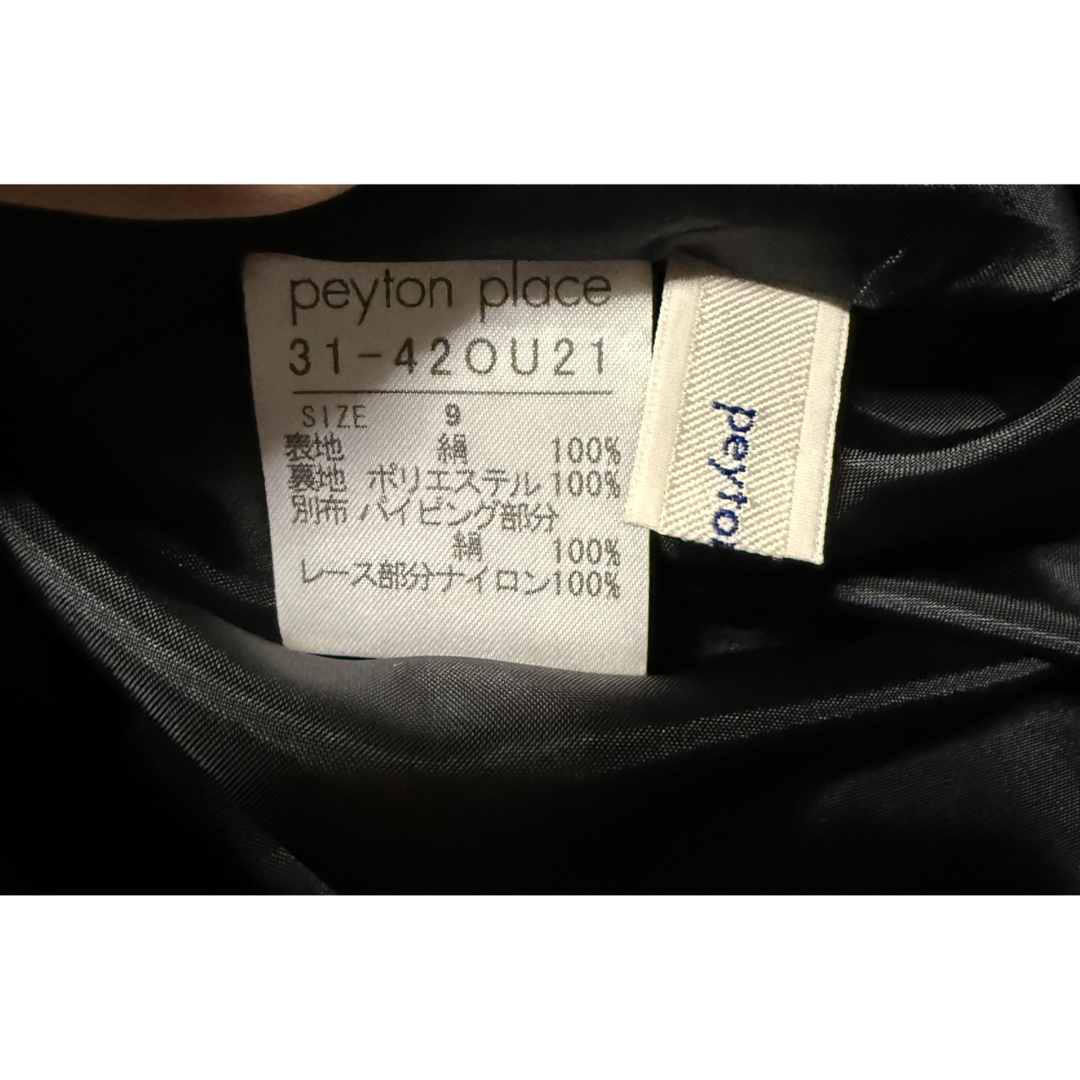 peyton place
31-42OU21
SIZE 9
表地 絹 100%
裏地 ポリエステル 100%
別布 パイピング部分
絹 100%
レース部分ナイロン100%
peyto